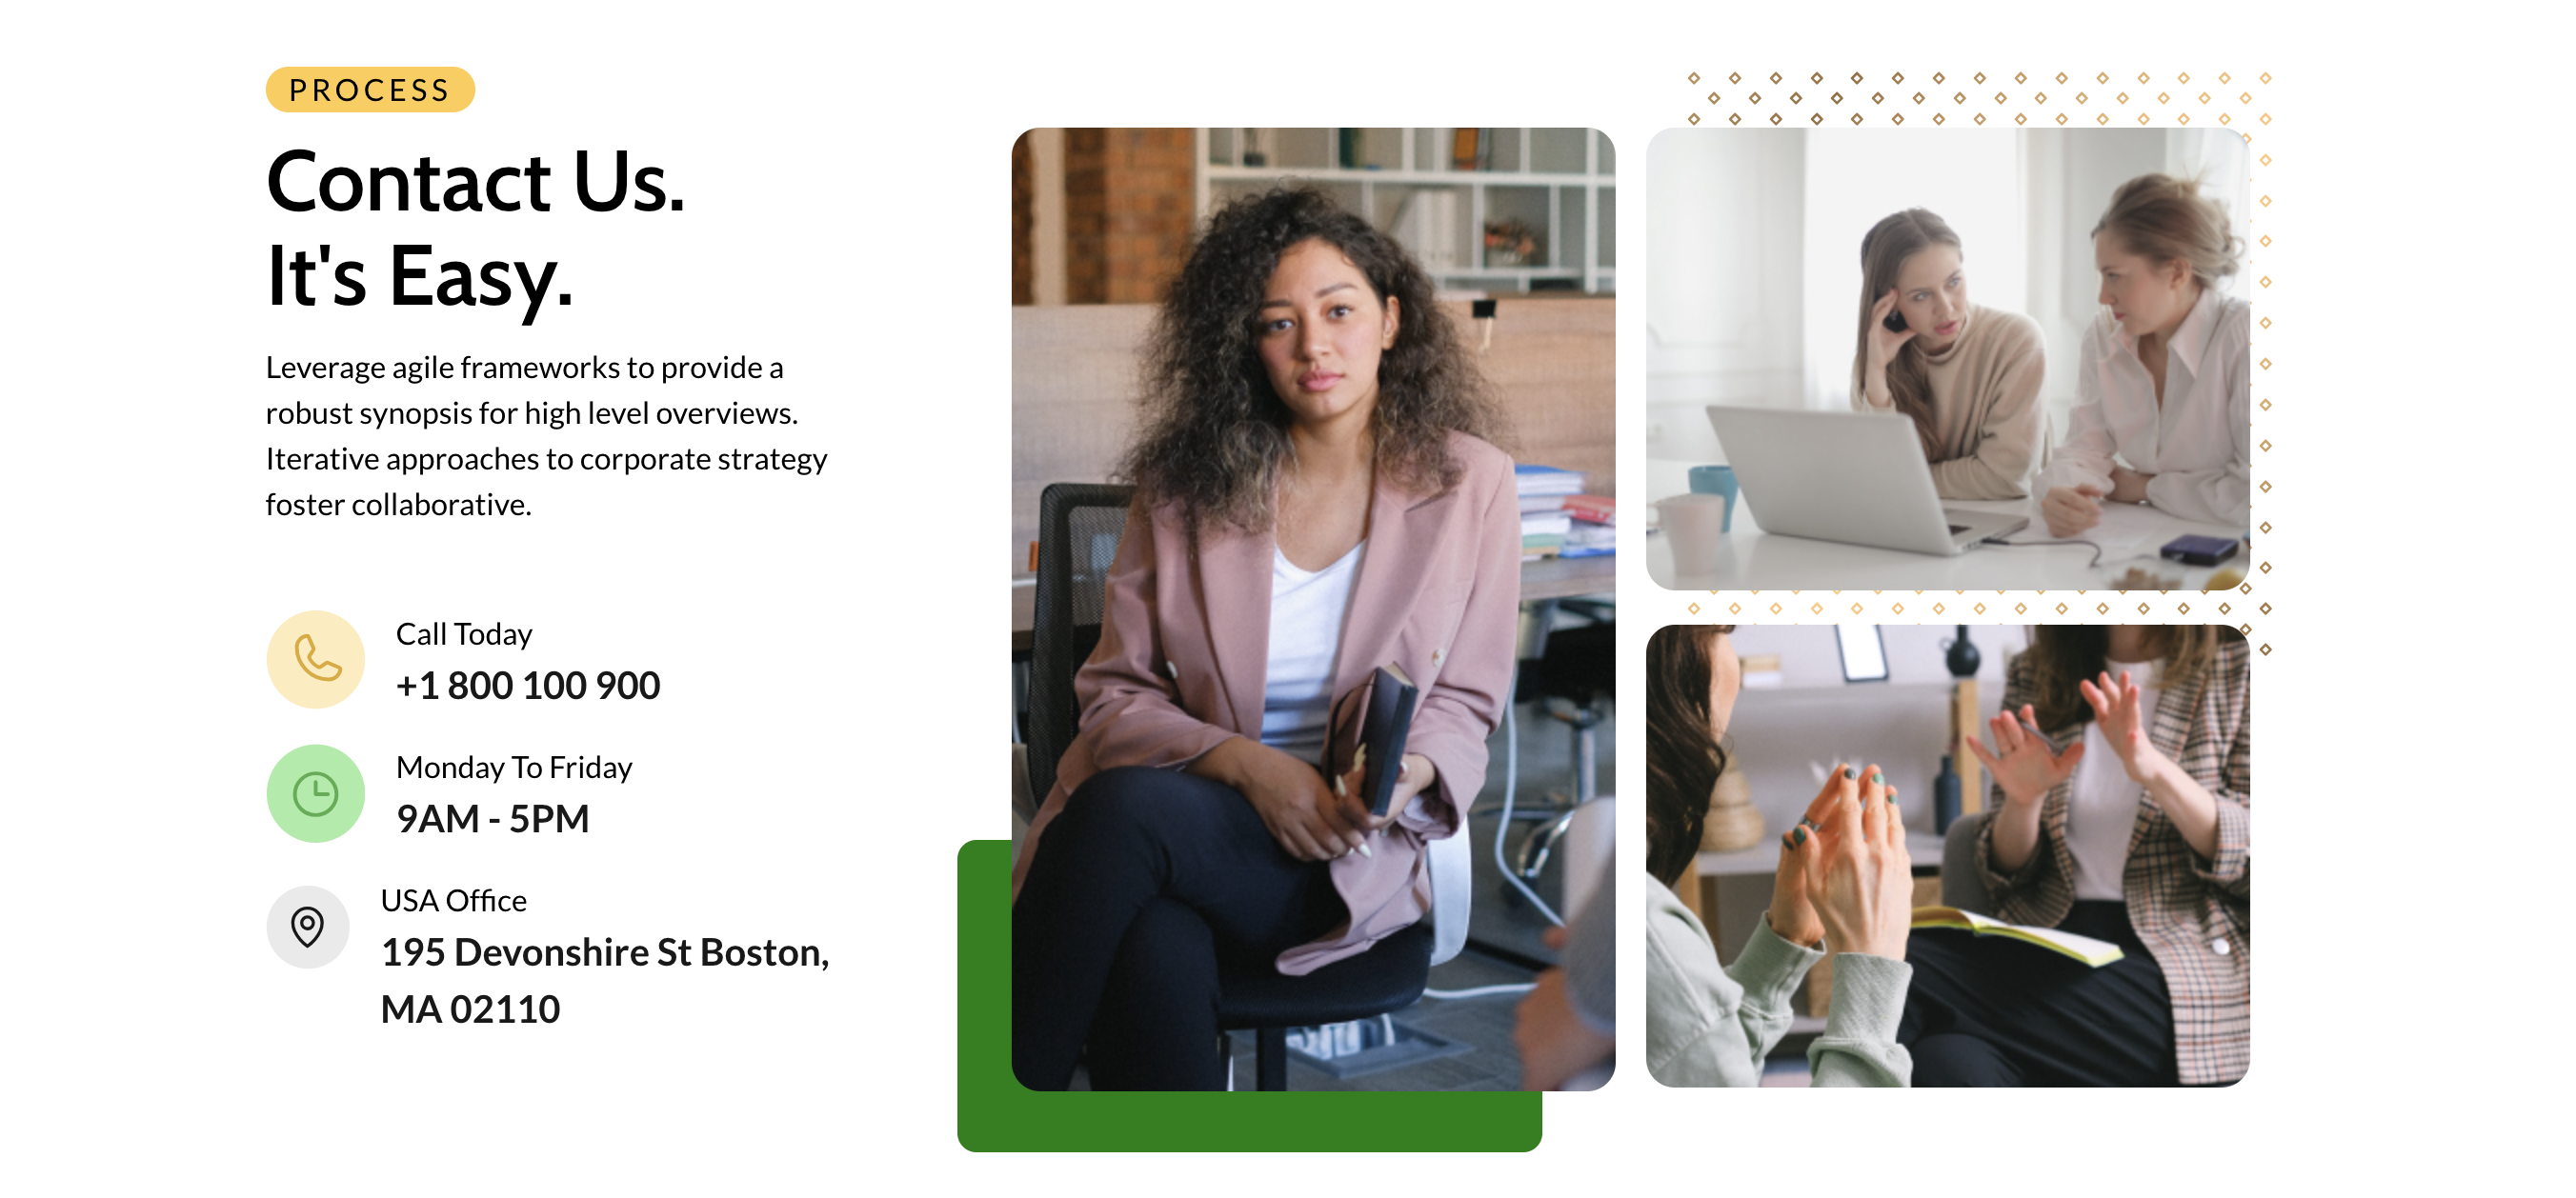 PROCESS
Contact Us.
It's Easy.
Leverage agile frameworks to provide a
robust synopsis for high level overviews.
Iterative approaches to corporate strategy
foster collaborative.
Call Today
+1 800 100 900
Monday To Friday
9AM - 5PM
USA Office
195 Devonshire St Boston,
MA 02110